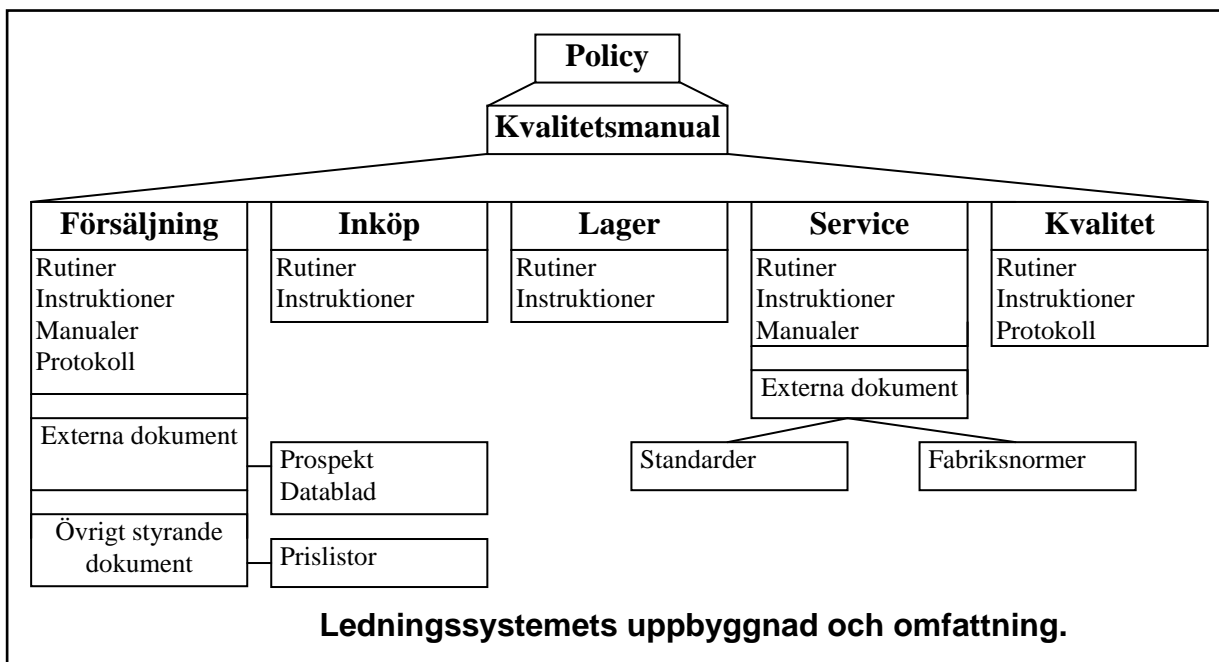 Policy
Kvalitetsmanual
Försäljning
Rutiner
Instruktioner
Manualer
Protokoll
Externa dokument
Prospekt
Datablad
Övrigt styrande
dokument
Prislistor
Inköp
Rutiner
Instruktioner
Lager
Rutiner
Instruktioner
Service
Rutiner
Instruktioner
Manualer
Externa dokument
Standarder
Fabriksnormer
Kvalitet
Rutiner
Instruktioner
Protokoll
Ledningssystemets uppbyggnad och omfattning.